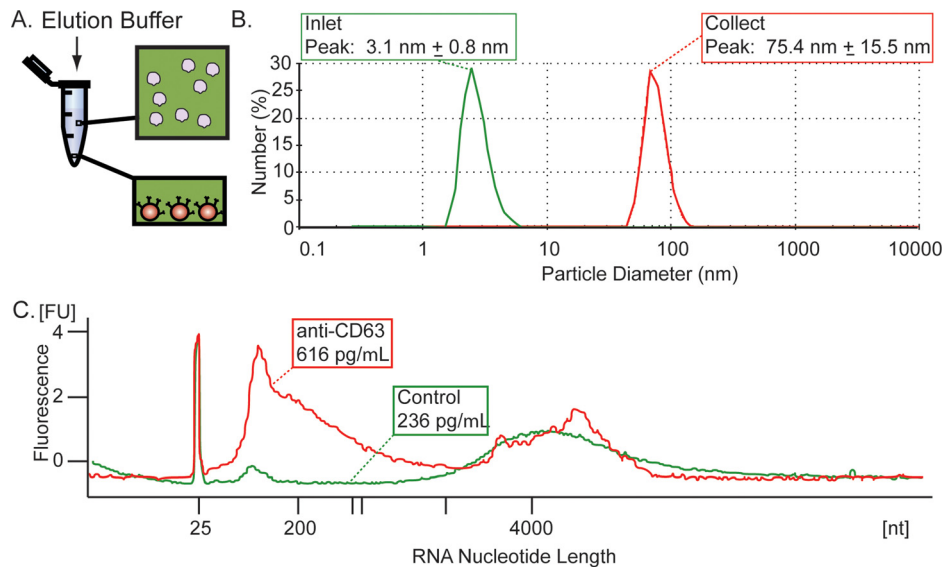 A. Elution Buffer
B.
Inlet
Peak: 3.1 nm ± 0.8 nm
Collect
Peak: 75.4 nm ± 15.5 nm
Number (%)
30
25
20
10
5
0
0.1
1
10
100
1000
10000
Particle Diameter (nm)
C. [FU]
Fluorescence
4
2
0
anti-CD63
616 pg/mL
Control
236 pg/mL
25
200
4000
[nt]
RNA Nucleotide Length